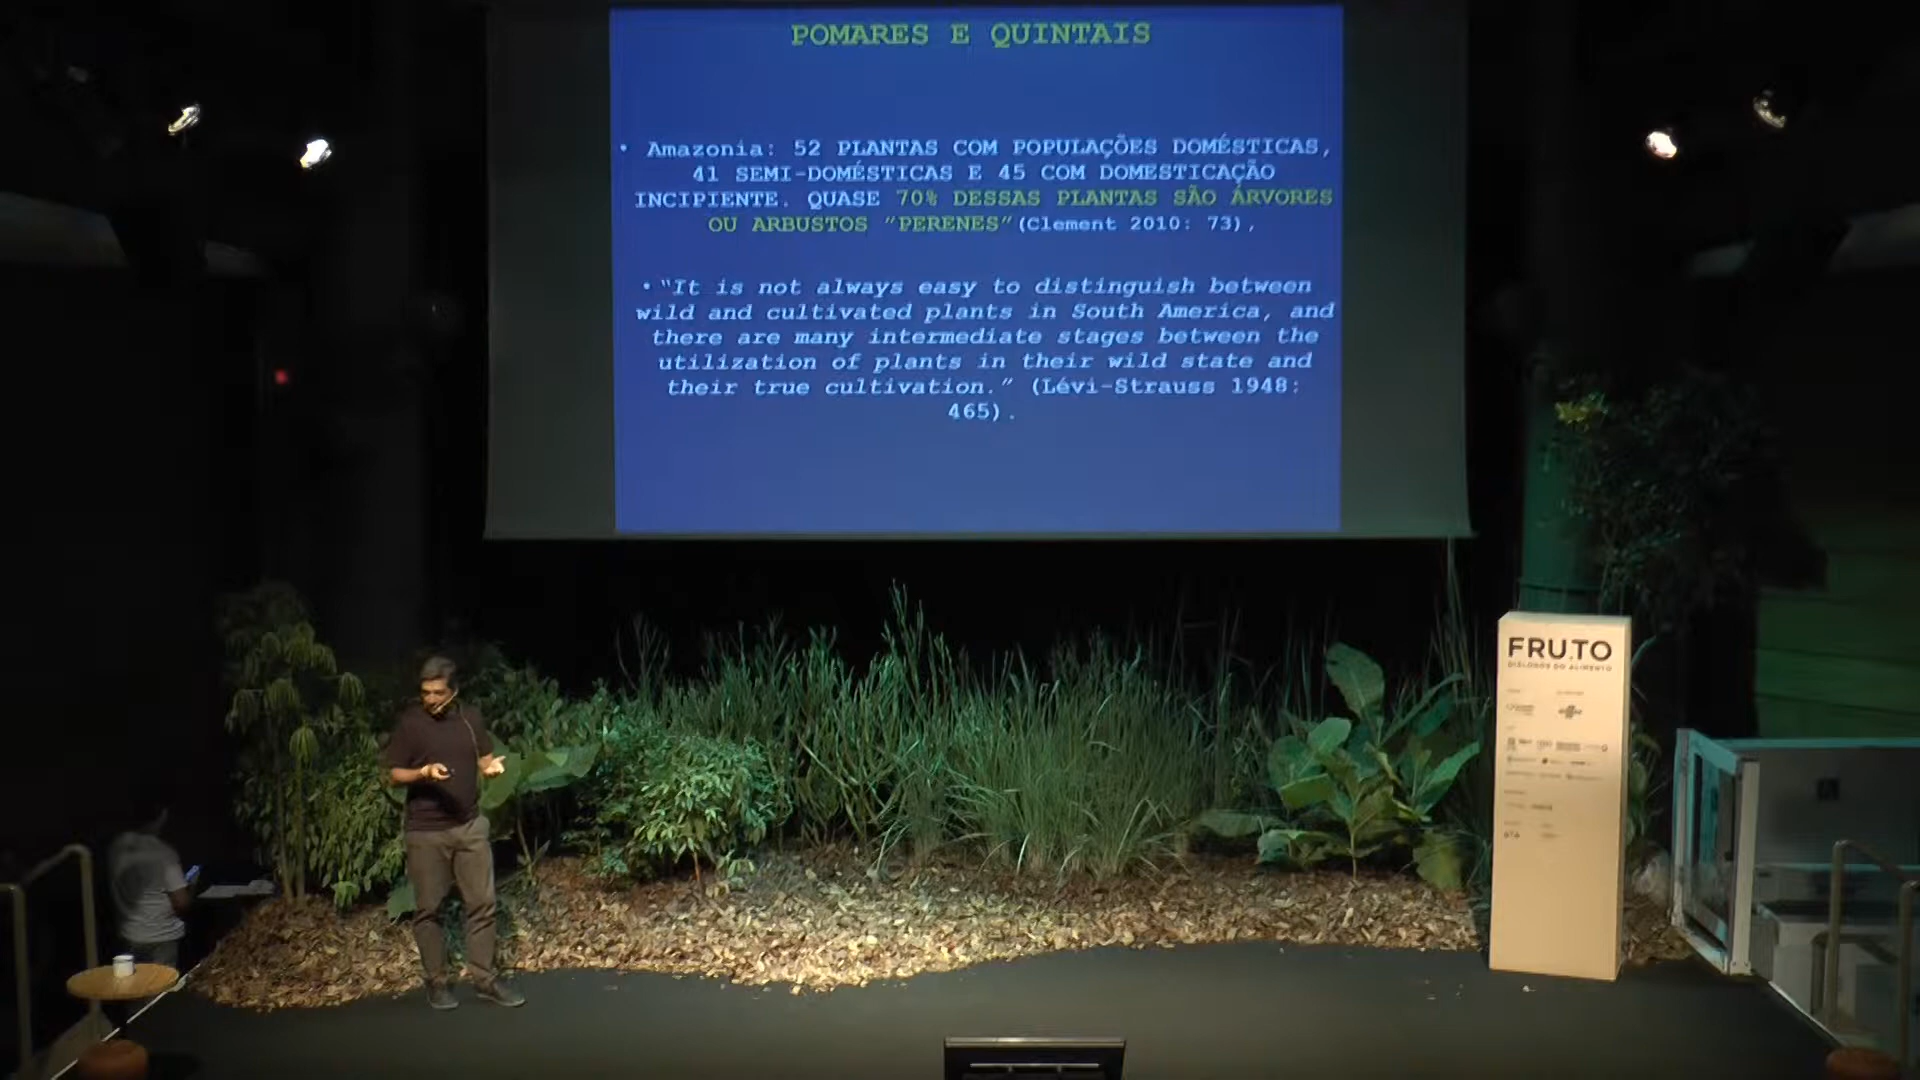 POMARES E QUINTAIS
• Amazonia: 52 PLANTAS COM POPULAÇÕES DOMÉSTICAS,
41 SEMI-DOMÉSTICAS E 45 COM DOMESTICAÇÃO
INCIPIENTE. QUASE 70% DESSAS PLANTAS SÃO ÁRVORES
OU ARBUSTOS “PERENES”(Clement 2010: 73),
•“It is not always easy to distinguish between
wild and cultivated plants in South America, and
there are many intermediate stages between the
utilization of plants in their wild state and
their true cultivation.” (Lévi-Strauss 1948:
465).
FRU.TO
DIÁLOGOS DO ALIMENTO